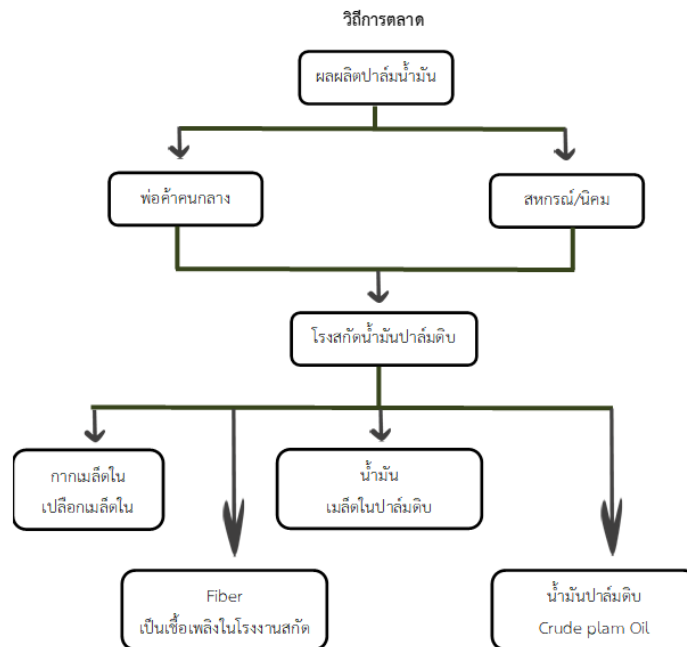 วิถีการตลาด
ผลผลิตปาล์มน้ำมัน
พ่อค้าคนกลาง
สหกรณ์/นิคม
โรงสกัดน้ำมันปาล์มดิบ
กากเมล็ดใน
เปลือกเมล็ดใน
น้ำมัน
เมล็ดในปาล์มดิบ
Fiber
เป็นเชื้อเพลิงในโรงงานสกัด
น้ำมันปาล์มดิบ
Crude plam Oil